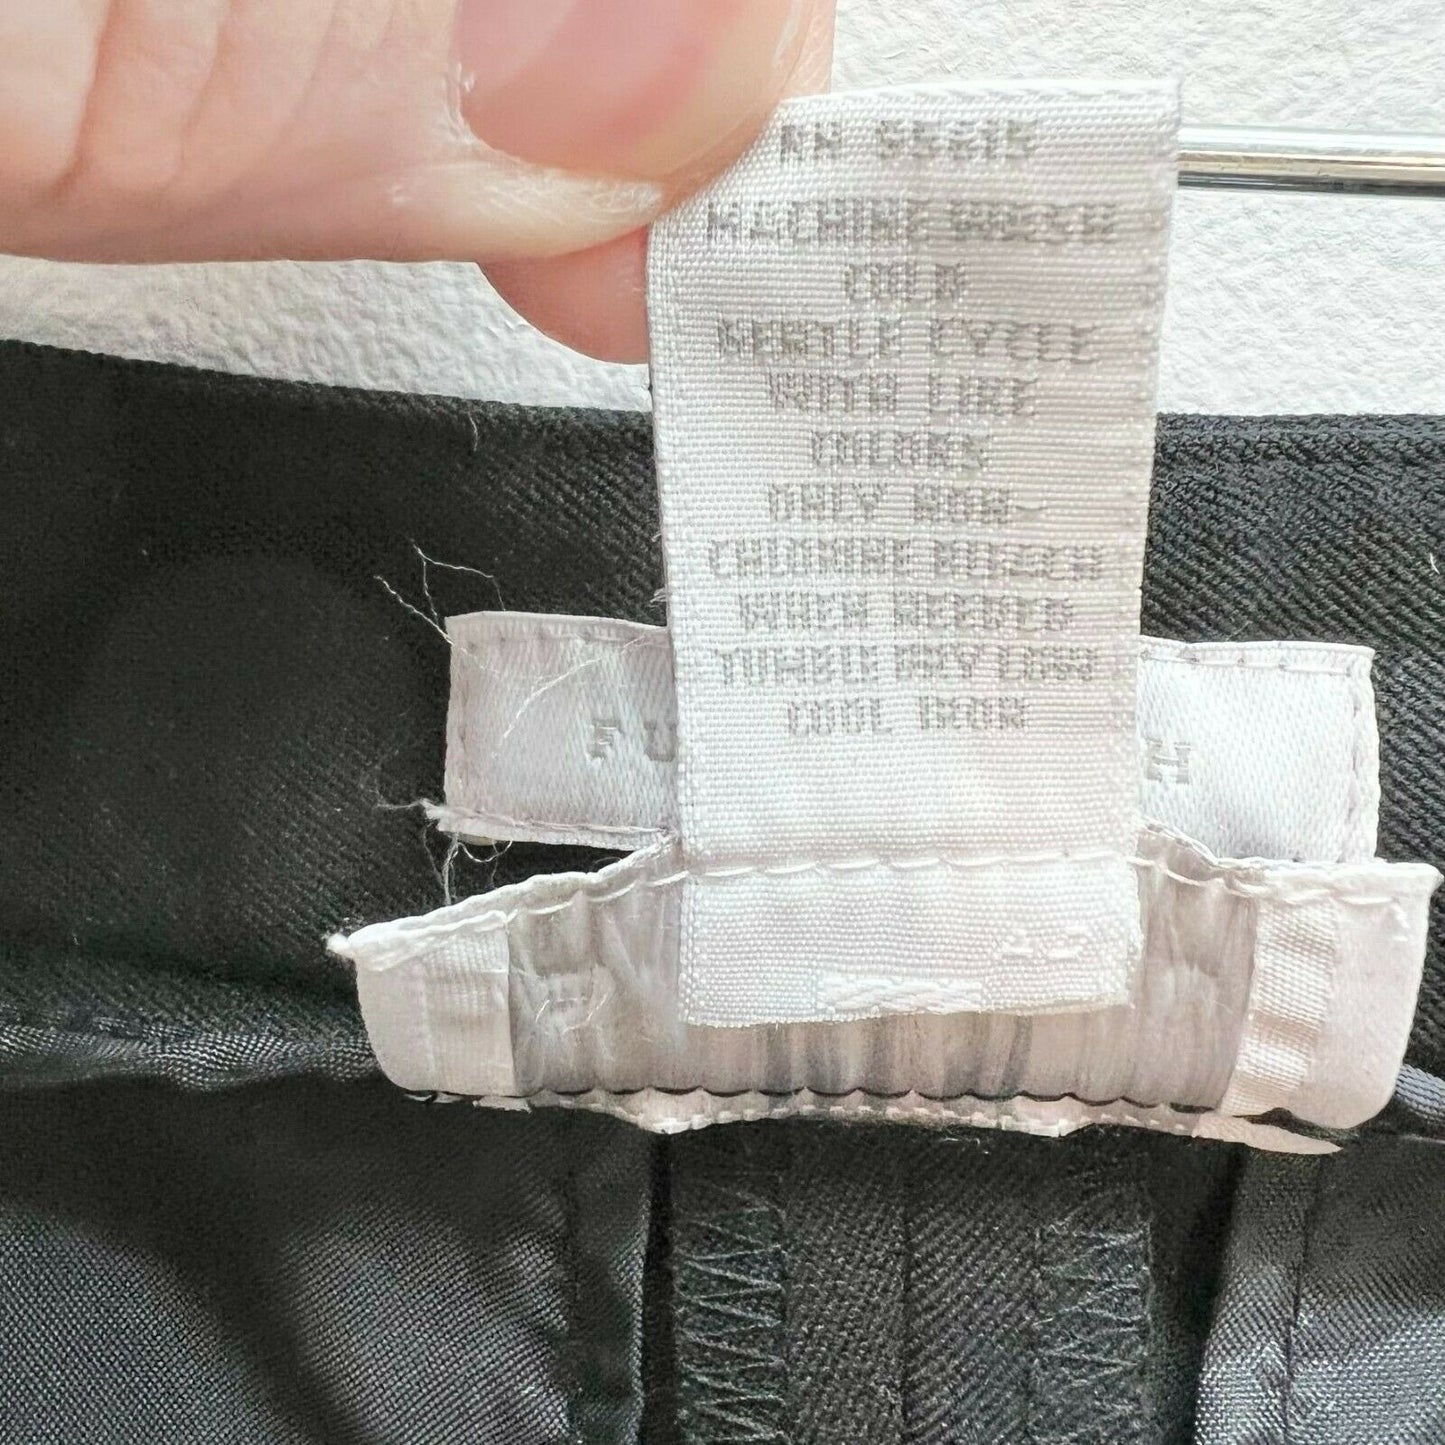 MACHINE WASH
COLD
GENTLE CYCLE
WITH LIKE
COLORS
ONLY NON-
CHLORINE BLEACH
WHEN NEEDED
TUMBLE DRY LOW
COOL IRON
FU
H